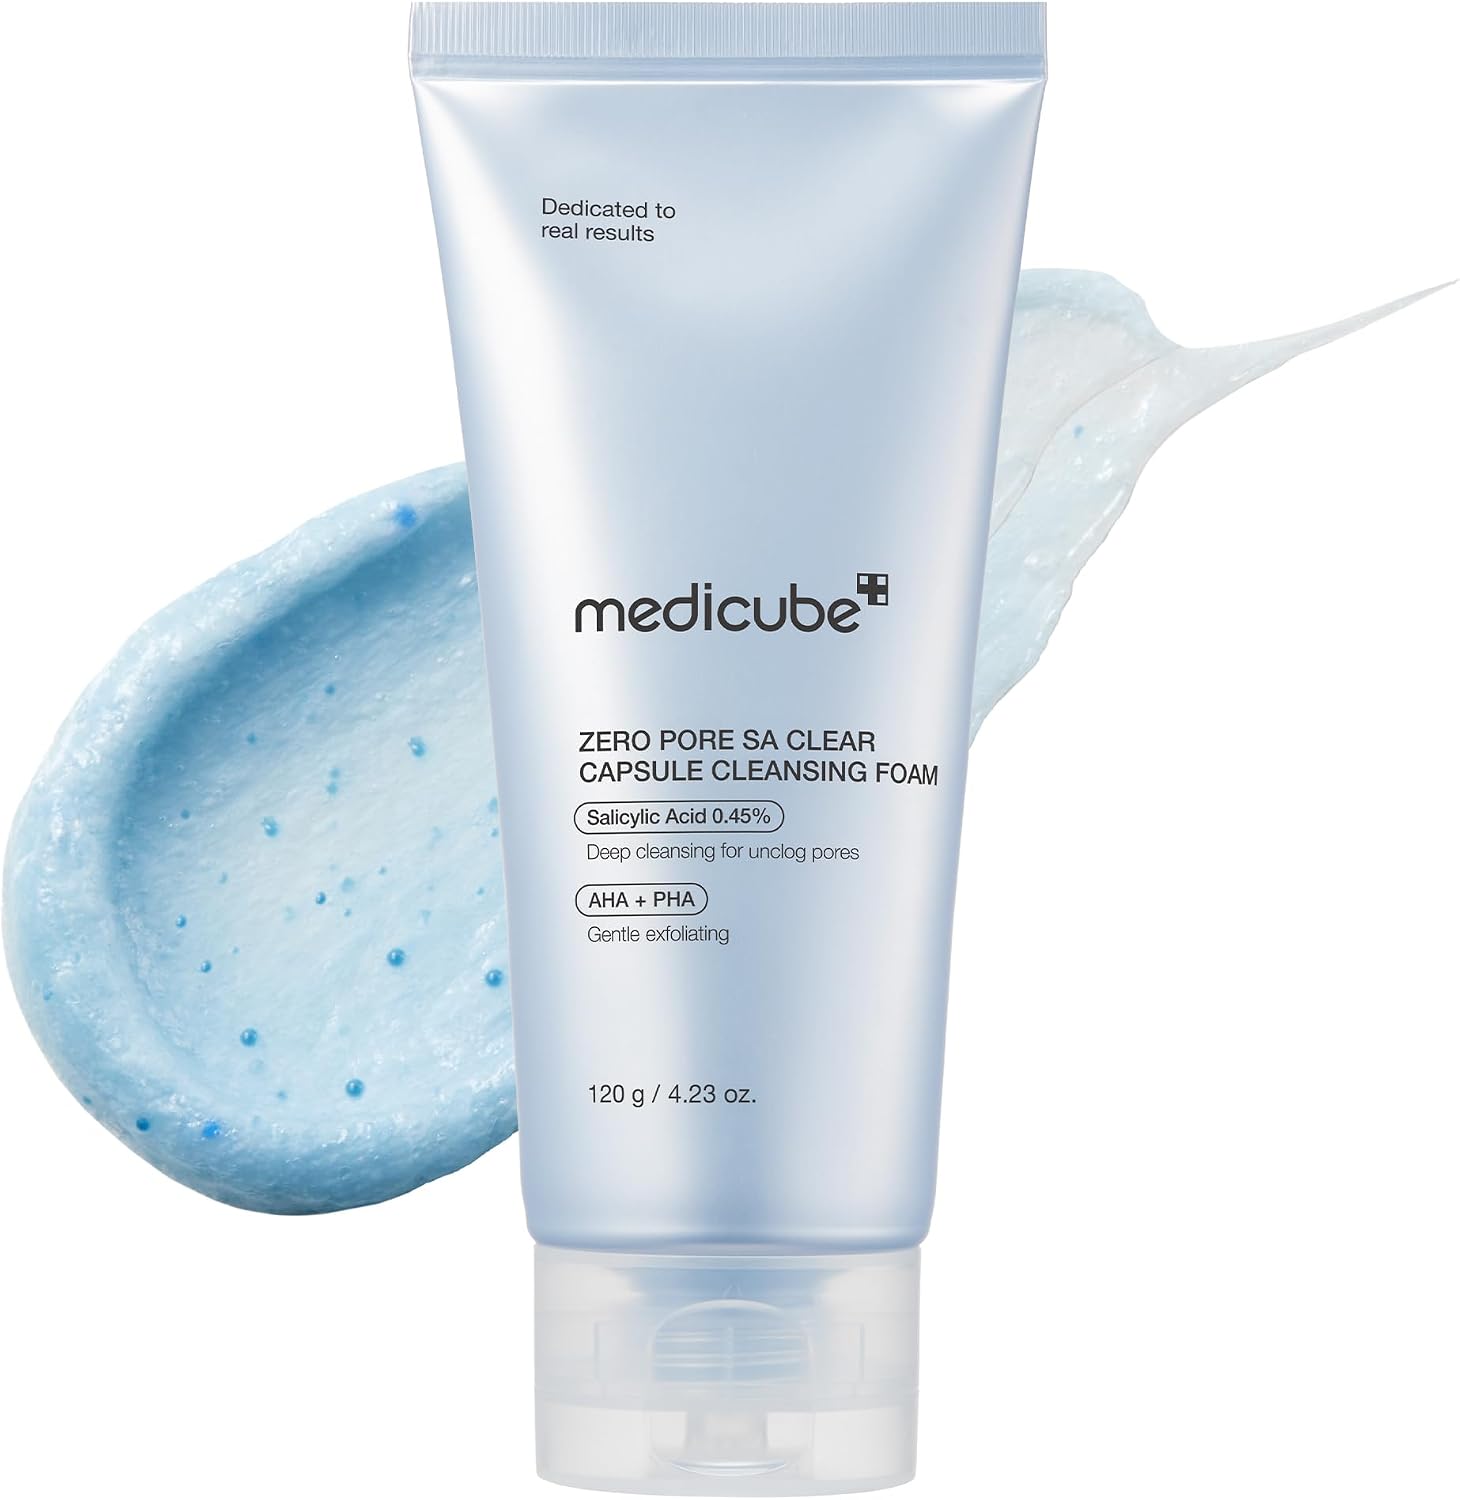 Dedicated to
real results
medicube
ZERO PORE SA CLEAR
CAPSULE CLEANSING FOAM
Salicylic Acid 0.45%
Deep cleansing for unclog pores
AHA + PHA
Gentle exfoliating
120 g / 4.23 oz.